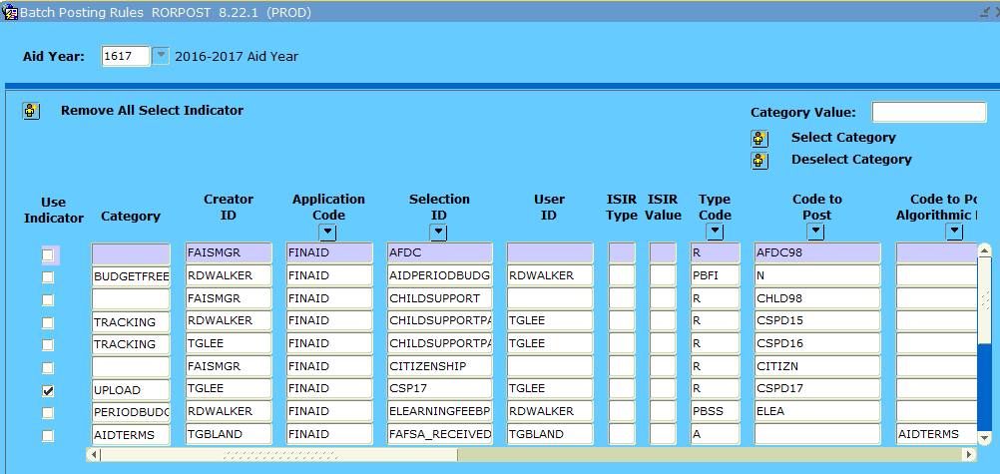 Batch Posting Rules RORPOST 8.22.1 (PROD)
Aid Year: 1617 2016-2017 Aid Year
Remove All Select Indicator
Category Value:
Select Category
Deselect Category
Use Indicator Category Creator ID Application Code Selection ID User ID ISIR Type ISIR Value Type Code Code to Post Code to Po Algorithmic
FAISMGR FINAID AFDC R AFDC98
BUDGETFREE RDWALKER FINAID AIDPERIODBUDG RDWALKER PBFI N
FAISMGR FINAID CHILDSUPPORT R CHLD98
TRACKING RDWALKER FINAID CHILDSUPPORTPA TGLEE R CSPD15
TRACKING TGLEE FINAID CHILDSUPPORTPA TGLEE R CSPD16
FAISMGR FINAID CITIZENSHIP R CITIZN
UPLOAD TGLEE FINAID CSP17 TGLEE R CSPD17
PERIODBUDG RDWALKER FINAID ELEARNINGFEEBP RDWALKER PBSS ELEA
AIDTERMS TGBLAND FINAID FAFSA_RECEIVED TGBLAND A AIDTERMS